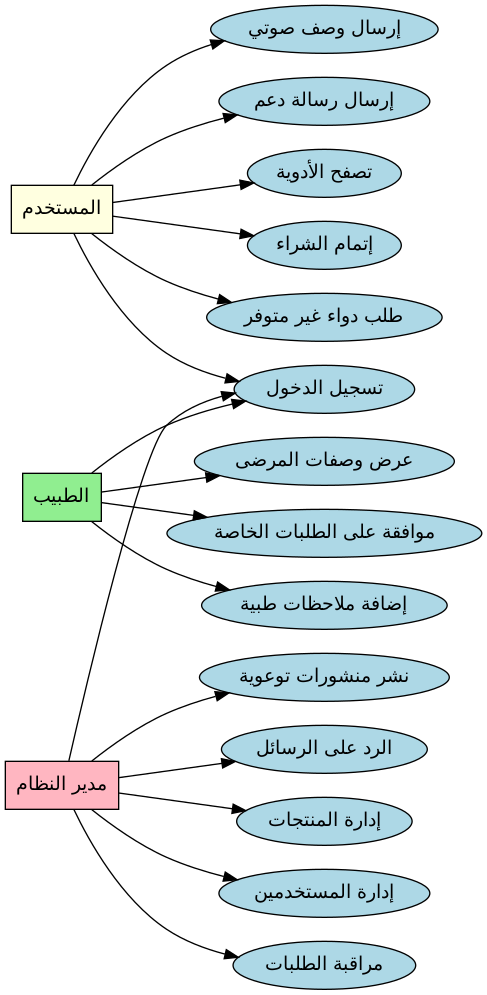 إرسال وصف صوتي
إرسال رسالة دعم
تصفح الأدوية
المستخدم
إتمام الشراء
طلب دواء غير متوفر
تسجيل الدخول
عرض وصفات المرضى
الطبيب
موافقة على الطلبات الخاصة
إضافة ملاحظات طبية
نشر منشورات توعوية
الرد على الرسائل
مدير النظام
إدارة المنتجات
إدارة المستخدمين
مراقبة الطلبات